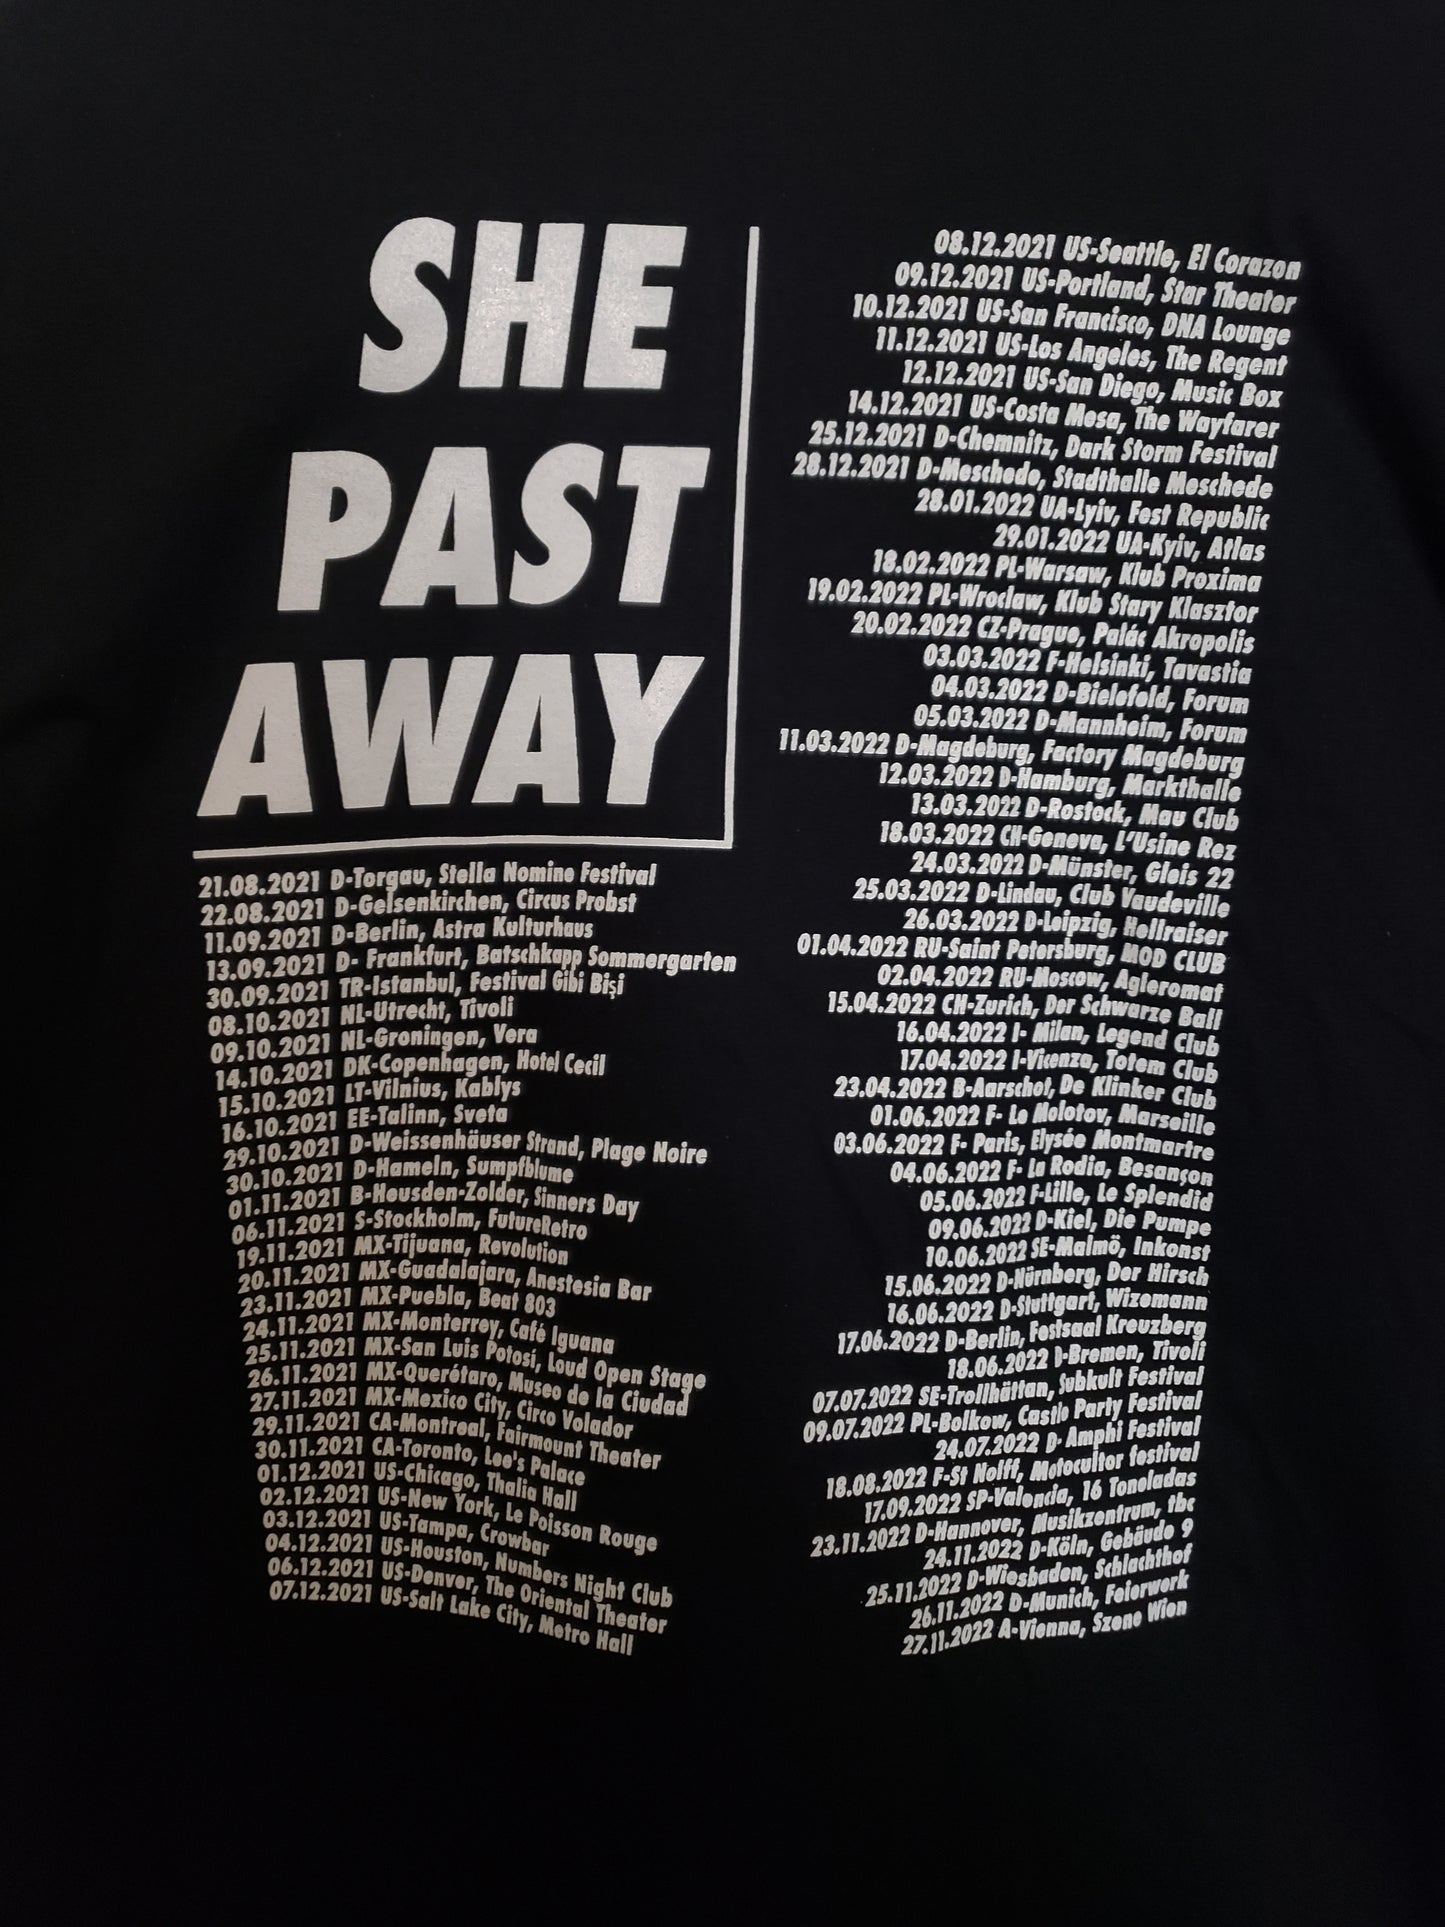 SHE
PAST
AWAY
21.08.2021 D-Torgau, Stella Nomine Festival
22.08.2021 D-Gelsenkirchen, Circus Probst
11.09.2021 D-Berlin, Astra Kulturhaus
13.09.2021 D- Frankfurt, Batschkapp Sommergarten
30.09.2021 TR-Istanbul, Festival Gibi Bişi
08.10.2021 NL-Utrecht, Tivoli
09.10.2021 NL-Groningen, Vera
14.10.2021 DK-Copenhagen, Hotel Cecil
15.10.2021 LT-Vilnius, Kablys
16.10.2021 EE-Talinn, Sveta
29.10.2021 D-Weissenhäuser Strand, Plage Noire
30.10.2021 D-Hameln, Sumpfblume
01.11.2021 B-Heusden-Zolder, Sinners Day
06.11.2021 S-Stockholm, FutureRetro
19.11.2021 MX-Tijuana, Revolution
20.11.2021 MX-Guadalajara, Anestesia Bar
23.11.2021 MX-Puebla, Beat 803
24.11.2021 MX-Monterrey, Café Iguana
25.11.2021 MX-San Luis Potosí, Loud Open Stage
26.11.2021 MX-Querétaro, Museo de la Ciudad
27.11.2021 MX-Mexico City, Circo Volador
29.11.2021 CA-Montreal, Fairmount Theater
30.11.2021 CA-Toronto, Lee's Palace
01.12.2021 US-Chicago, Thalia Hall
02.12.2021 US-New York, Le Poisson Rouge
03.12.2021 US-Tampa, Crowbar
04.12.2021 US-Houston, Numbers Night Club
06.12.2021 US-Denver, The Oriental Theater
07.12.2021 US-Salt Lake City, Metro Hall
08.12.2021 US-Seattle, El Corazon
09.12.2021 US-Portland, Star Theater
10.12.2021 US-San Francisco, DNA Lounge
11.12.2021 US-Los Angeles, The Regent
12.12.2021 US-San Diego, Music Box
14.12.2021 US-Costa Mesa, The Wayfarer
25.12.2021 D-Chemnitz, Dark Storm Festival
28.12.2021 D-Meschede, Stadthalle Meschede
28.01.2022 UA-Lyiv, Fest Republic
29.01.2022 UA-Kyiv, Atlas
18.02.2022 PL-Warsaw, Klub Proxima
19.02.2022 PL-Wroclaw, Klub Stary Klasztor
20.02.2022 CZ-Prague, Palác Akropolis
03.03.2022 F-Helsinki, Tavastia
04.03.2022 D-Bielefeld, Forum
05.03.2022 D-Mannheim, Forum
11.03.2022 D-Magdeburg, Factory Magdeburg
12.03.2022 D-Hamburg, Markthalle
13.03.2022 D-Rostock, Mau Club
18.03.2022 CH-Geneva, L'Usine Rez
24.03.2022 D-Münster, Gleis 22
25.03.2022 D-Lindau, Club Vaudeville
26.03.2022 D-Leipzig, Hellraiser
01.04.2022 RU-Saint Petersburg, MOD CLUB
02.04.2022 RU-Moscow, Agleromat
15.04.2022 CH-Zurich, Der Schwarze Ball
16.04.2022 I- Milan, Legend Club
17.04.2022 I-Vicenza, Totem Club
23.04.2022 B-Aarschot, De Klinker Club
01.06.2022 F- Le Molotov, Marseille
03.06.2022 F- Paris, Elysée Montmartre
04.06.2022 F- La Rodia, Besançon
05.06.2022 F-Lille, Le Splendid
09.06.2022 D-Kiel, Die Pumpe
10.06.2022 SE-Malmö, Inkonst
15.06.2022 D-Nürnberg, Der Hirsch
16.06.2022 D-Stuttgart, Wizemann
17.06.2022 D-Berlin, Festsaal Kreuzberg
18.06.2022 D-Bremen, Tivoli
07.07.2022 SE-Trollhättan, Subkult Festival
09.07.2022 PL-Bolkow, Castle Party Festival
24.07.2022 D- Amphi Festival
18.08.2022 F-St Nolff, Motocultor festival
17.09.2022 SP-Valencia, 16 Toneladas
23.11.2022 D-Hannover, Musikzentrum, tbc
24.11.2022 D-Köln, Gebäude 9
25.11.2022 D-Wiesbaden, Schlachthof
26.11.2022 D-Munich, Feierwerk
27.11.2022 A-Vienna, Szene Wien